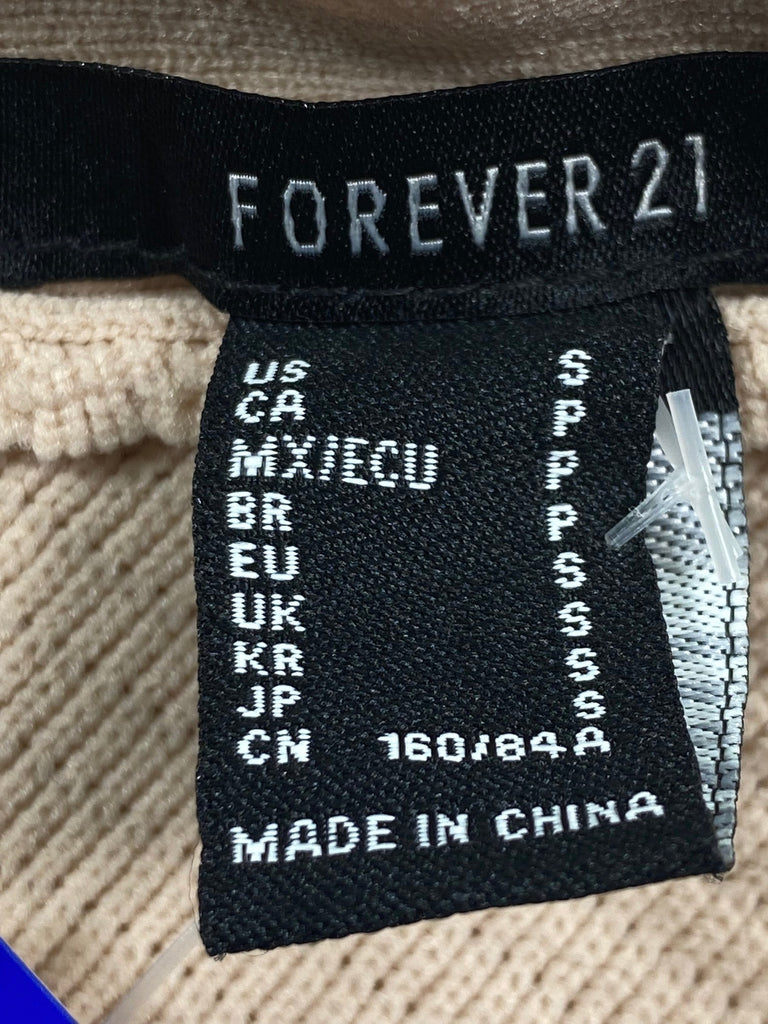 FOREVER 21
US S
CA P
MX/ECU P
BR P
EU S
UK S
KR S
JP S
CN 160/84A
MADE IN CHINA